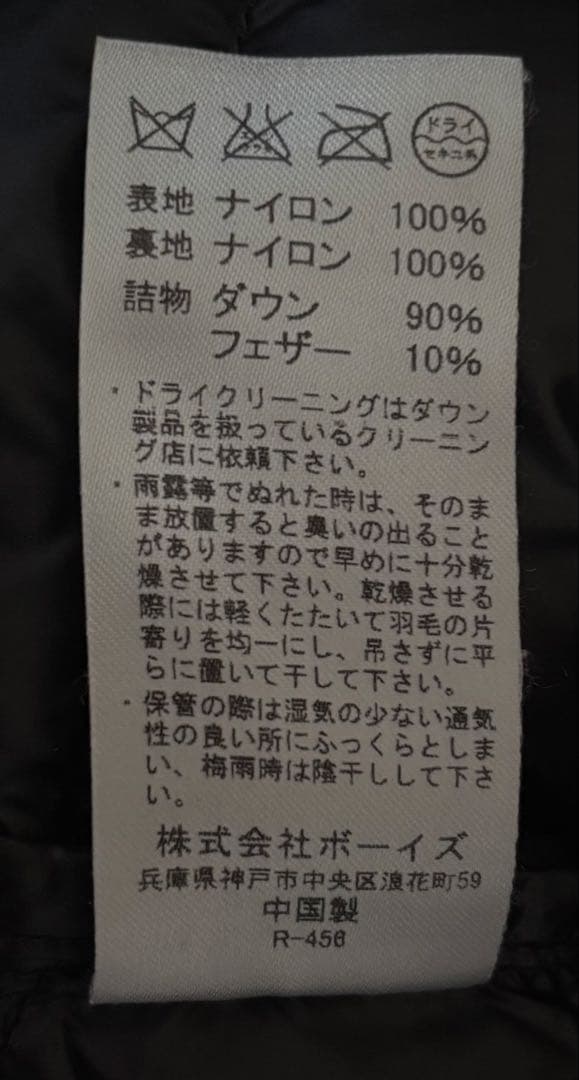 エンソ
サラシ
ドライ
セキユ系
表地 ナイロン 100%
裏地 ナイロン 100%
詰物 ダウン 90%
フェザー 10%
・ドライクリーニングはダウン
製品を扱っているクリーニン
グ店に依頼下さい。
・雨露等でぬれた時は、そのま
ま放置すると臭いの出ること
がありますので早めに十分乾
燥させて下さい。乾燥させる
際には軽くたたいて羽毛の片
寄りを均一にし、吊さずに平
らに置いて干して下さい。
・保管の際は湿気の少ない通気
性の良い所にふっくらとしま
い、梅雨時は陰干しして下さ
い。
株式会社ボーイズ
兵庫県神戸市中央区浪花町59
中国製
R-456